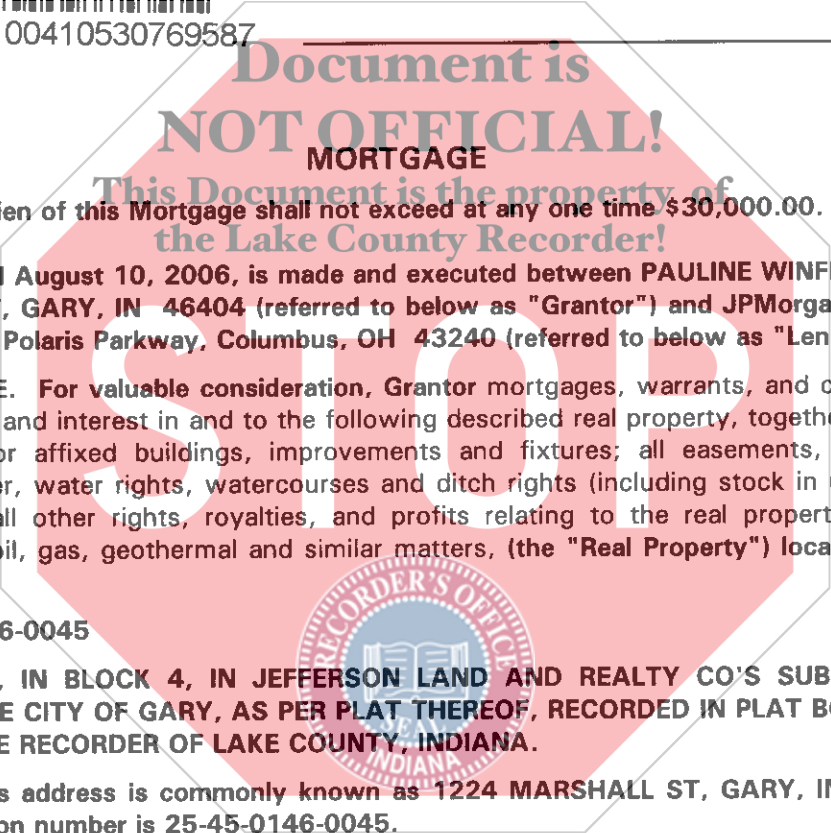 00410530769587
Document is
NOT OFFICIAL!
MORTGAGE
This Document is the property of
ien of this Mortgage shall not exceed at any one time $30,000.00.
the Lake County Recorder!
August 10, 2006, is made and executed between PAULINE WINF
, GARY, IN 46404 (referred to below as "Grantor") and JPMorga
Polaris Parkway, Columbus, OH 43240 (referred to below as "Len
E. For valuable consideration, Grantor mortgages, warrants, and c
and interest in and to the following described real property, togethe
or affixed buildings, improvements and fixtures; all easements,
er, water rights, watercourses and ditch rights (including stock in
all other rights, royalties, and profits relating to the real propert
oil, gas, geothermal and similar matters, (the "Real Property") loca
STOP
6-0045
, IN BLOCK 4, IN JEFFERSON LAND AND REALTY CO'S SUB
E CITY OF GARY, AS PER PLAT THEREOF, RECORDED IN PLAT BO
E RECORDER OF LAKE COUNTY, INDIANA.
RECORDER'S OFFICE
SEAL
INDIANA
s address is commonly known as 1224 MARSHALL ST, GARY, IN
on number is 25-45-0146-0045.